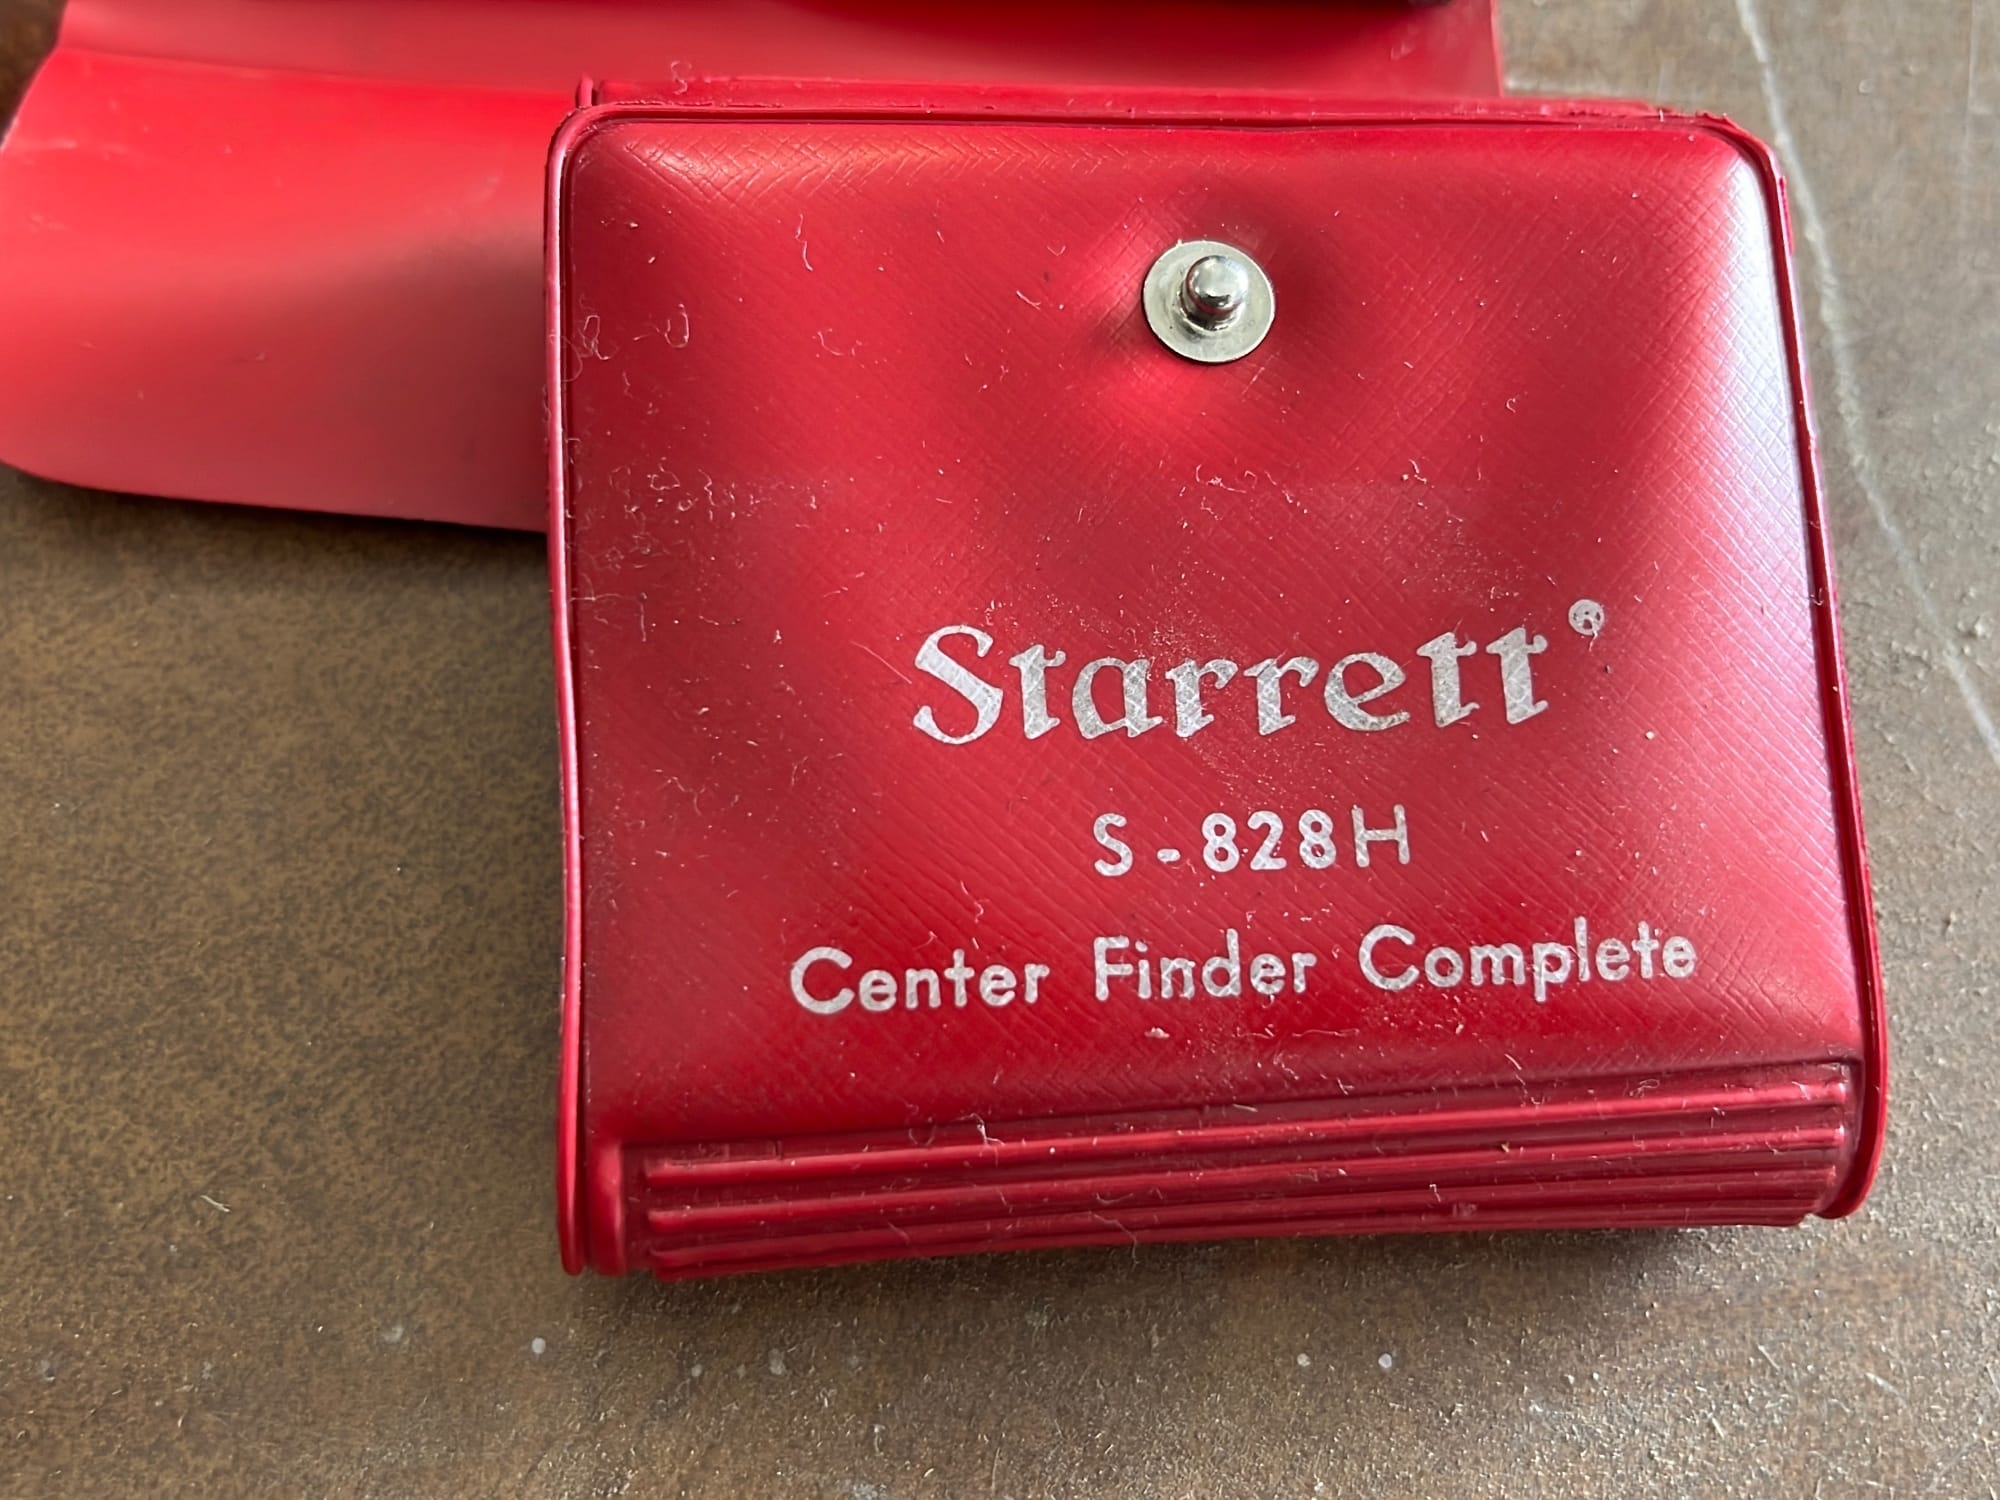 Starrett®
S-828H
Center Finder Complete